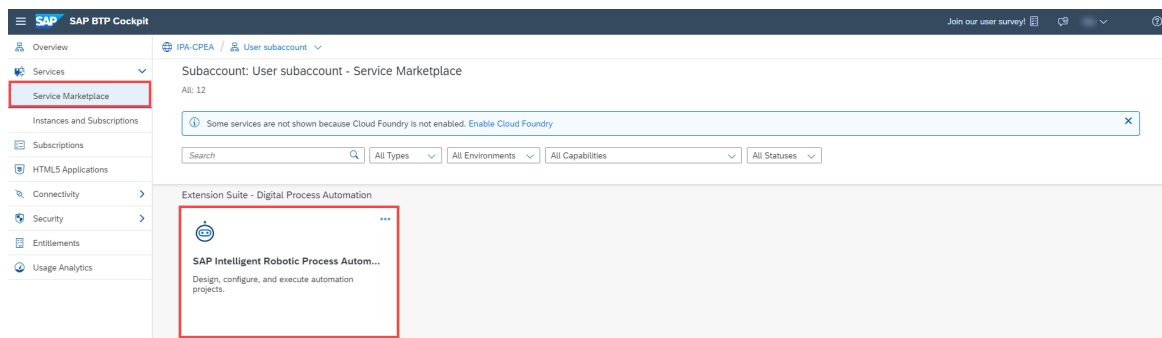 SAP SAP BTP Cockpit
Join our user survey!
Overview
Services
Service Marketplace
Instances and Subscriptions
Subscriptions
HTML5 Applications
Connectivity
Security
Entitlements
Usage Analytics
IPA-CPEA / User subaccount
Subaccount: User subaccount - Service Marketplace
All: 12
Some services are not shown because Cloud Foundry is not enabled. Enable Cloud Foundry
Search All Types All Environments All Capabilities All Statuses
Extension Suite - Digital Process Automation
SAP Intelligent Robotic Process Autom...
Design, configure, and execute automation
projects.